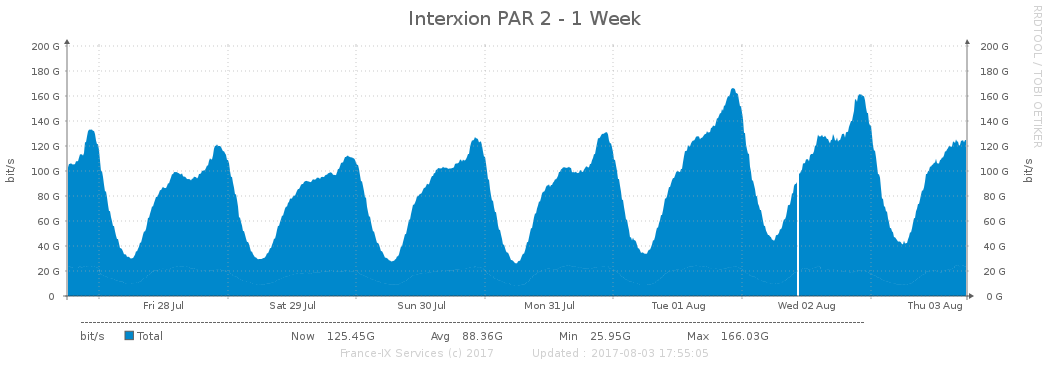 Interxion PAR 2 - 1 Week
RRDTOOL / TOBI OETIKER
bit/s
200 G 200 G
180 G 180 G
160 G 160 G
140 G 140 G
120 G 120 G
100 G 100 G
80 G 80 G
60 G 60 G
40 G 40 G
20 G 20 G
0 0 G
bit/s
Fri 28 Jul Sat 29 Jul Sun 30 Jul Mon 31 Jul Tue 01 Aug Wed 02 Aug Thu 03 Aug
bit/s Total Now 125.45G Avg 88.36G Min 25.95G Max 166.03G
France-IX Services (c) 2017 Updated : 2017-08-03 17:55:05